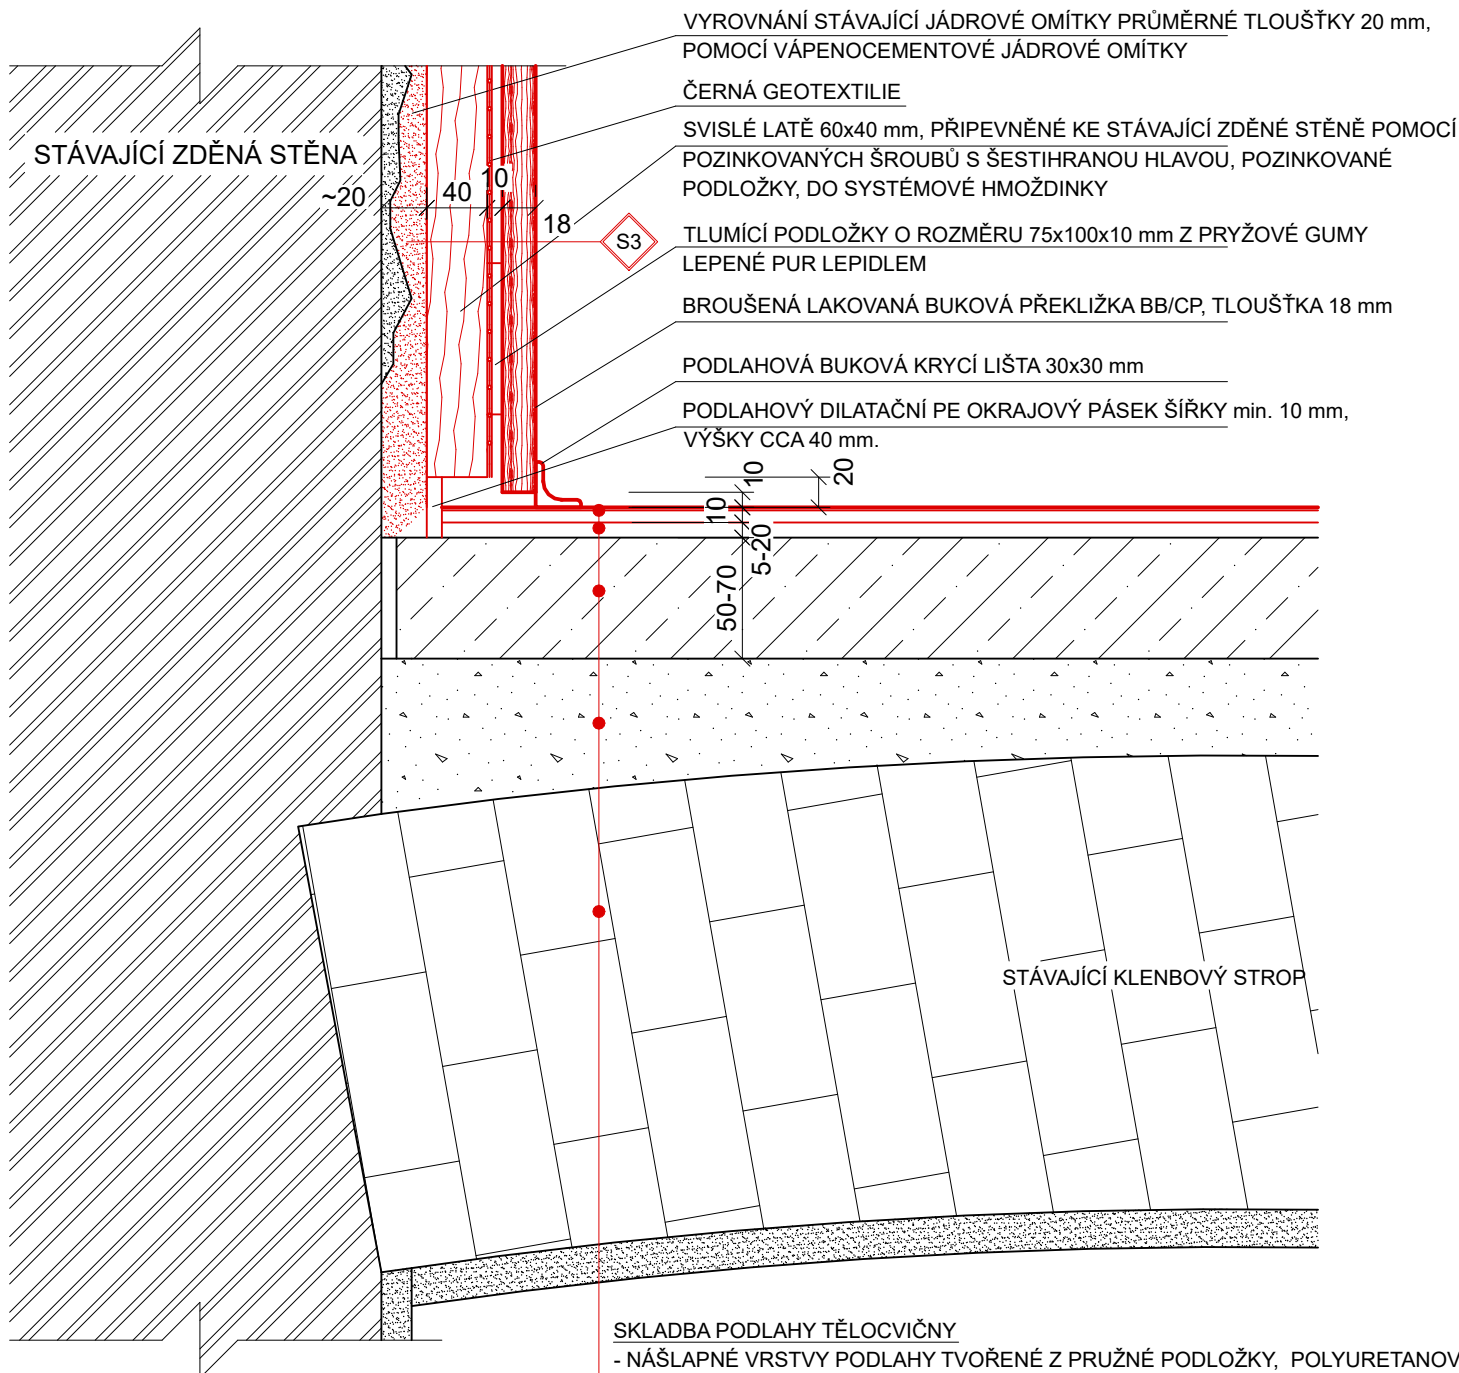 VYROVNÁNÍ STÁVAJÍCÍ JÁDROVÉ OMÍTKY PRŮMĚRNÉ TLOUŠŤKY 20 mm,
POMOCÍ VÁPENOCEMENTOVÉ JÁDROVÉ OMÍTKY
ČERNÁ GEOTEXTILIE
SVISLÉ LATĚ 60x40 mm, PŘIPEVNĚNÉ KE STÁVAJÍCÍ ZDĚNÉ STĚNĚ POMOCÍ
POZINKOVANÝCH ŠROUBŮ S ŠESTIHRANOU HLAVOU, POZINKOVANÉ
PODLOŽKY, DO SYSTÉMOVÉ HMOŽDINKY
STÁVAJÍCÍ ZDĚNÁ STĚNA
~20
40
10
18
S3
TLUMÍCÍ PODLOŽKY O ROZMĚRU 75x100x10 mm Z PRYŽOVÉ GUMY
LEPENÉ PUR LEPIDLEM
BROUŠENÁ LAKOVANÁ BUKOVÁ PŘEKLIŽKA BB/CP, TLOUŠŤKA 18 mm
PODLAHOVÁ BUKOVÁ KRYCÍ LIŠTA 30x30 mm
PODLAHOVÝ DILATAČNÍ PE OKRAJOVÝ PÁSEK ŠÍŘKY min. 10 mm,
VÝŠKY CCA 40 mm.
10
20
10
5-20
50-70
STÁVAJÍCÍ KLENBOVÝ STROP
SKLADBA PODLAHY TĚLOCVIČNY
- NÁŠLAPNÉ VRSTVY PODLAHY TVOŘENÉ Z PRUŽNÉ PODLOŽKY, POLYURETANOV